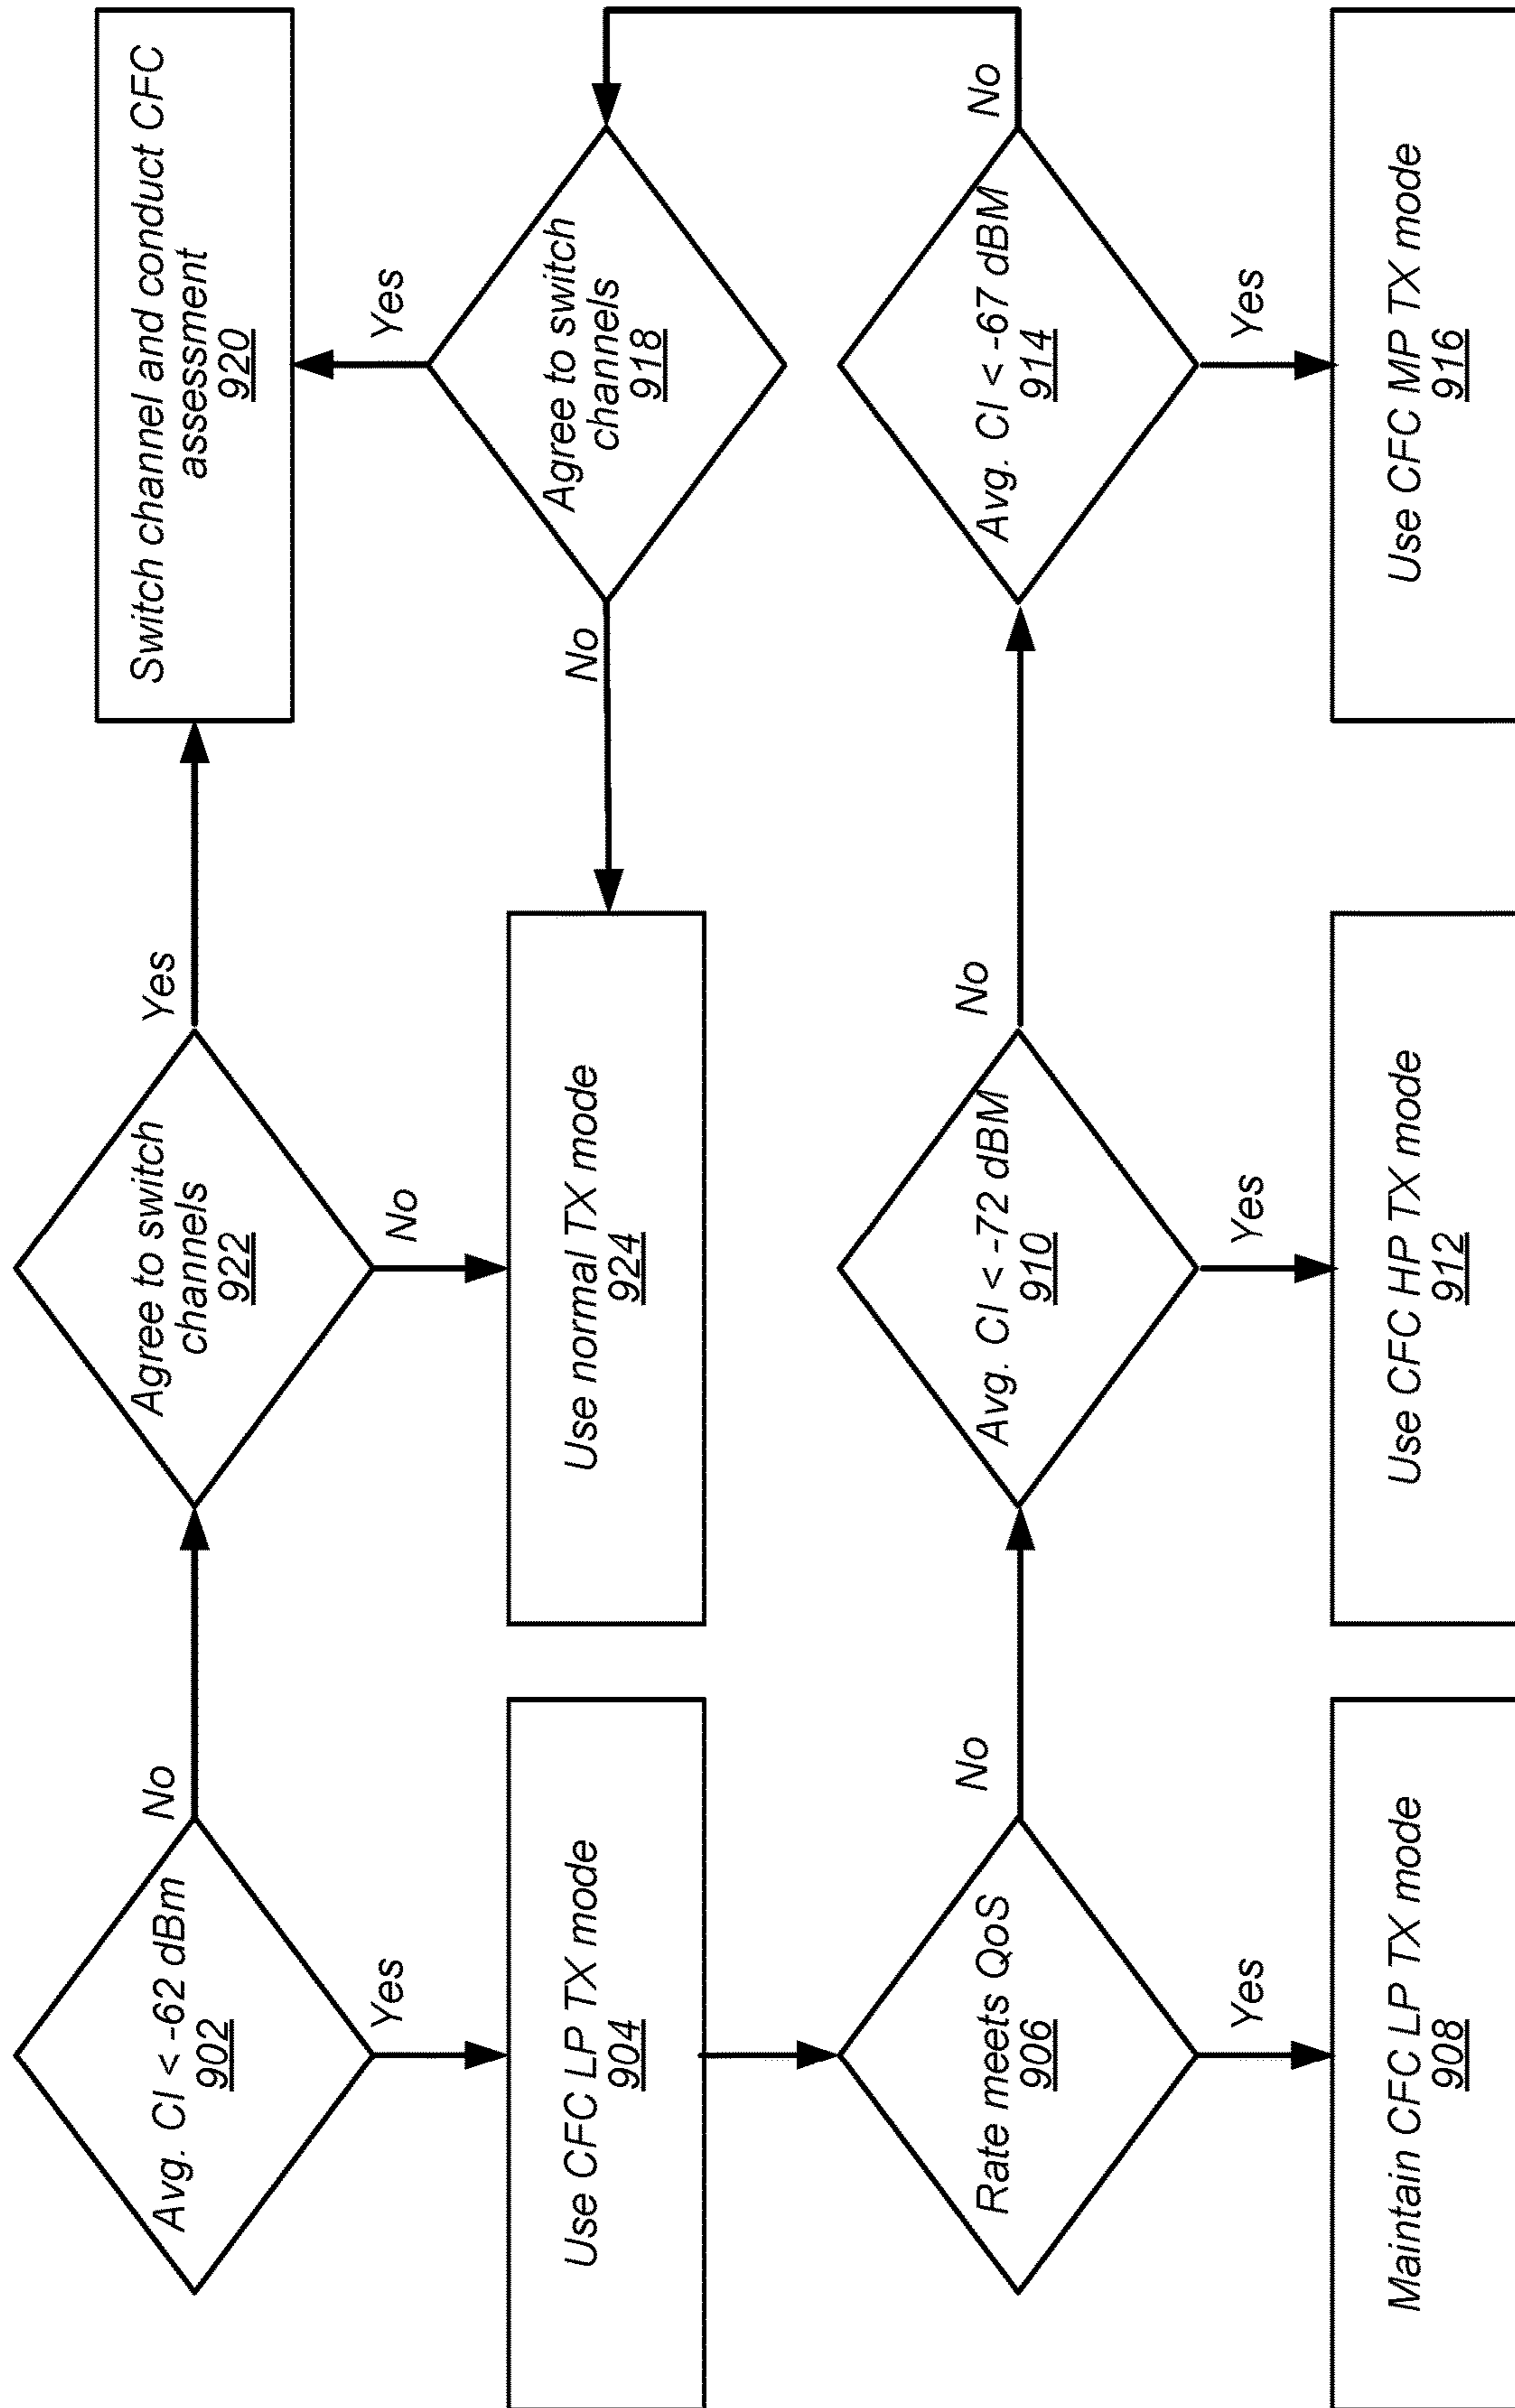 Avg. CI < -62 dBm
902
No
Yes
Agree to switch
channels
922
Yes
No
Switch channel and conduct CFC
assessment
920
Use CFC LP TX mode
904
Use normal TX mode
924
No
Agree to switch
channels
918
Yes
Rate meets QoS
906
No
Yes
Avg. CI < -72 dBM
910
No
Yes
Avg. CI < -67 dBM
914
No
Yes
Maintain CFC LP TX mode
908
Use CFC HP TX mode
912
Use CFC MP TX mode
916